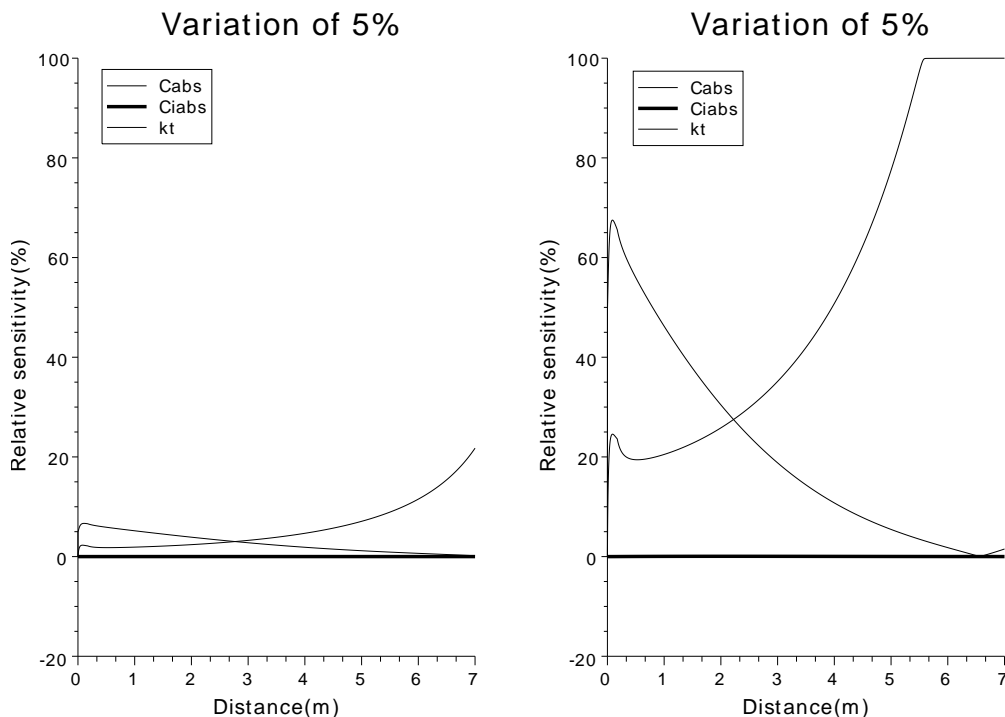 Variation of 5%
Cabs
Ciabs
kt
100
80
60
40
20
0
-20
Relative sensitivity(%)
0 1 2 3 4 5 6 7
Distance(m)
Variation of 5%
Cabs
Ciabs
kt
100
80
60
40
20
0
-20
Relative sensitivity(%)
0 1 2 3 4 5 6 7
Distance(m)